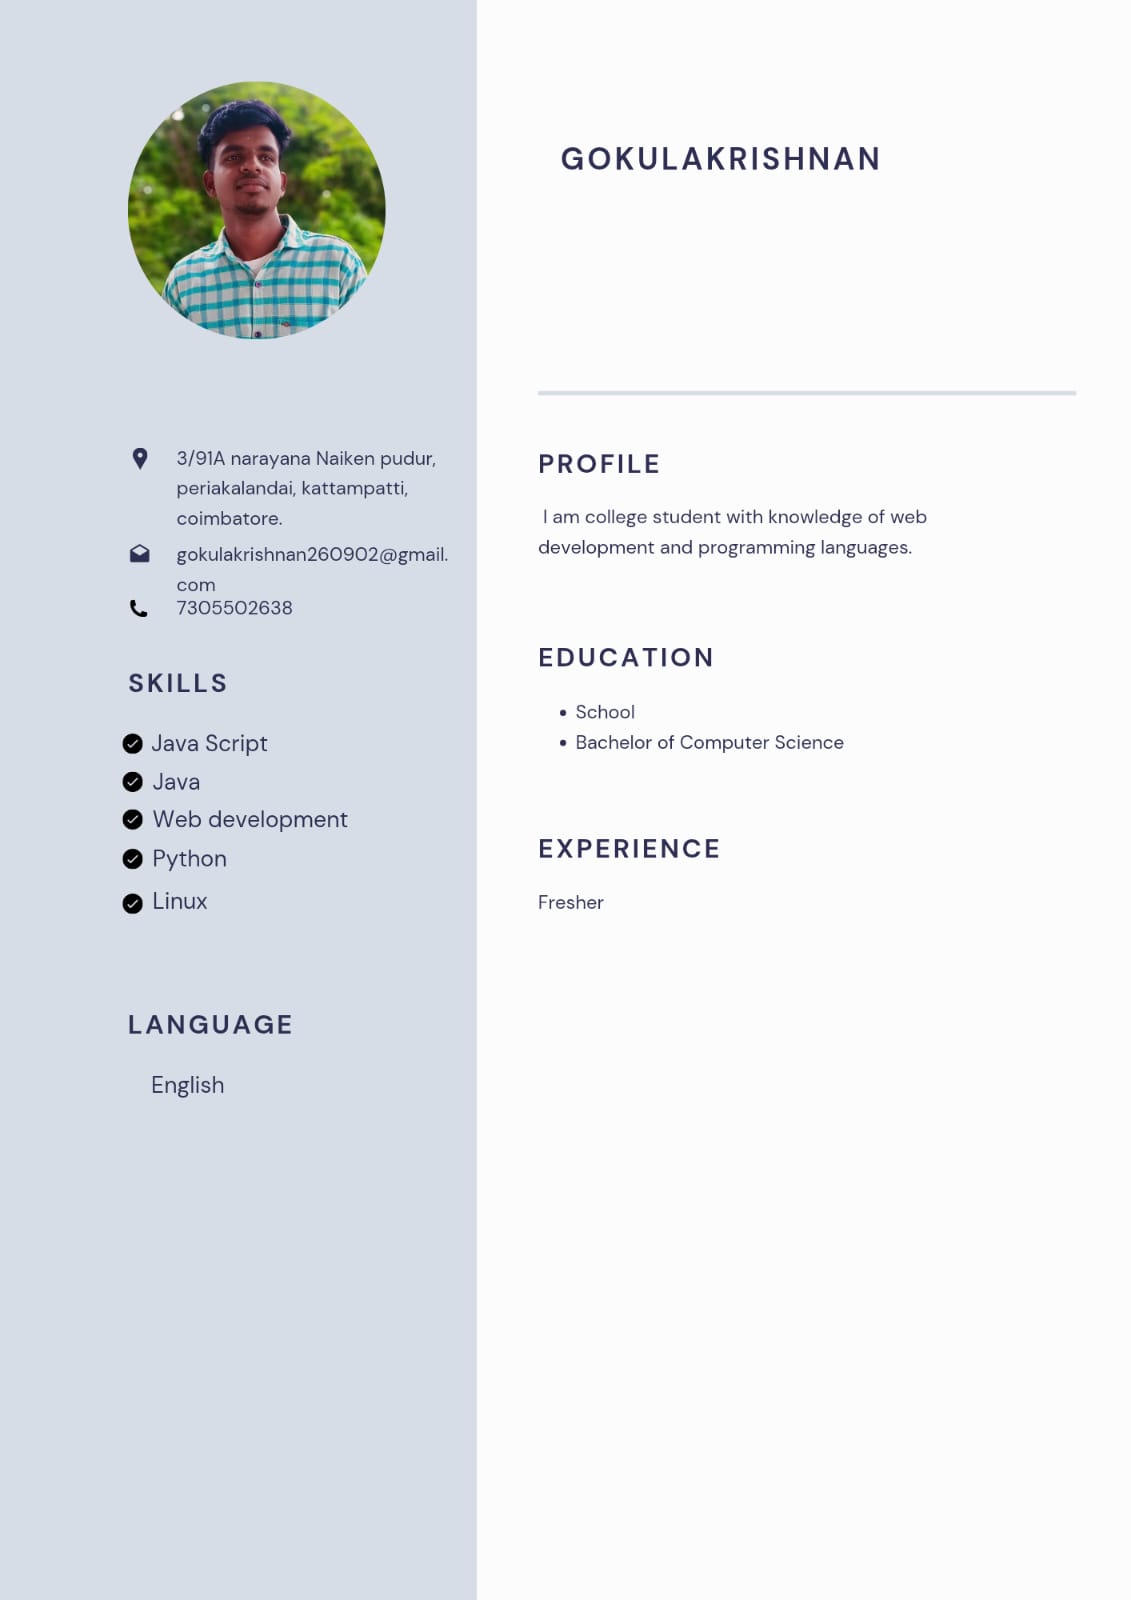 GOKULAKRISHNAN
3/91A narayana Naiken pudur,
periakalandai, kattampatti,
coimbatore.
gokulakrishnan260902@gmail.
com
7305502638
SKILLS
Java Script
Java
Web development
Python
Linux
LANGUAGE
English
PROFILE
I am college student with knowledge of web
development and programming languages.
EDUCATION
• School
• Bachelor of Computer Science
EXPERIENCE
Fresher